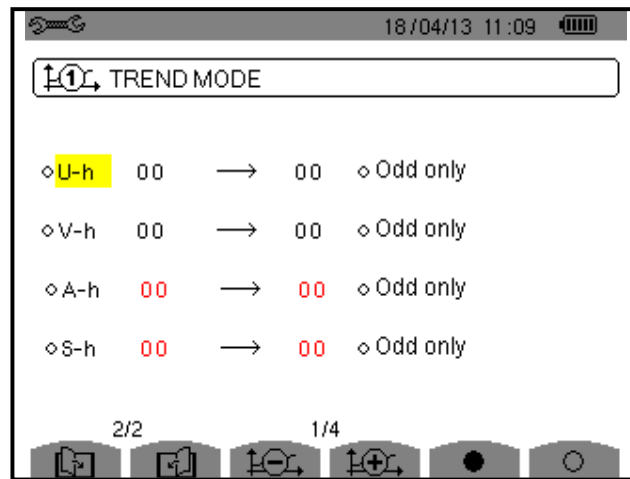 18/04/13 11:09
1 TREND MODE
U-h 00 → 00 Odd only
V-h 00 → 00 Odd only
A-h 00 → 00 Odd only
S-h 00 → 00 Odd only
2/2 1/4